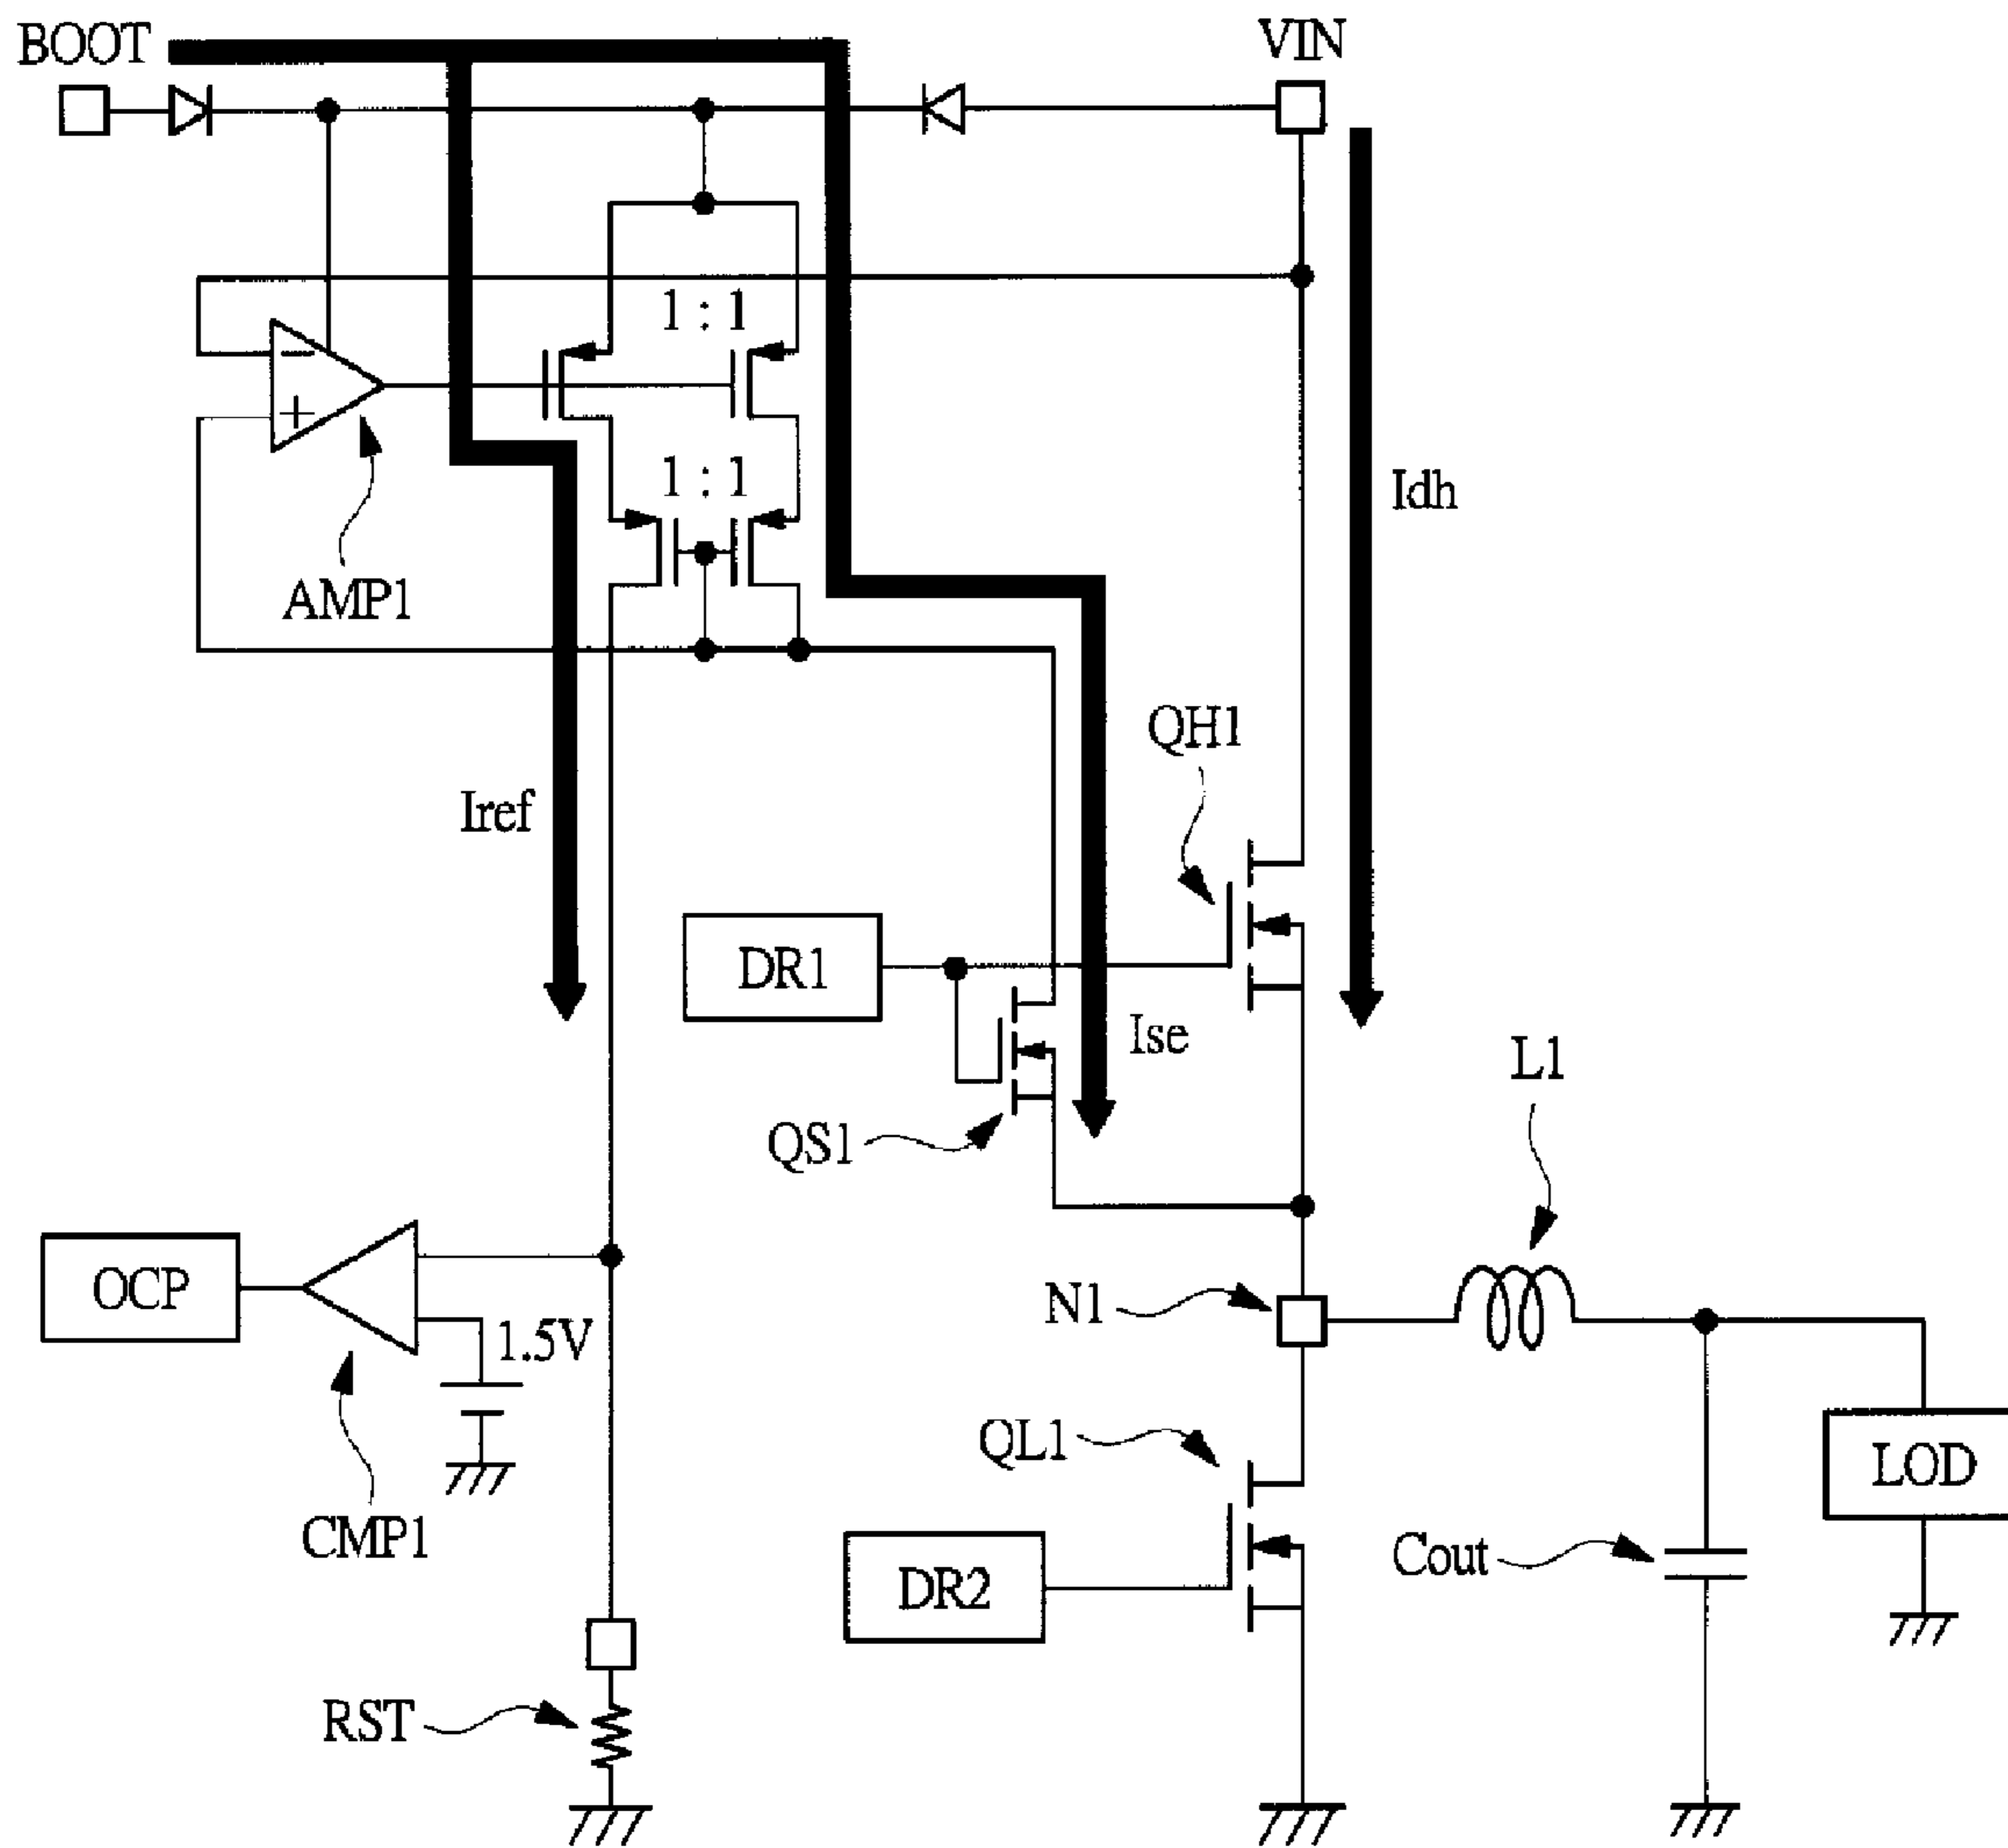 BOOT
VIN
1 : 1
−
+
1 : 1
Idh
AMP1
QH1
Iref
DR1
Ise
L1
QS1
OCP
N1
1.5V
QL1
LOD
CMP1
Cout
DR2
RST